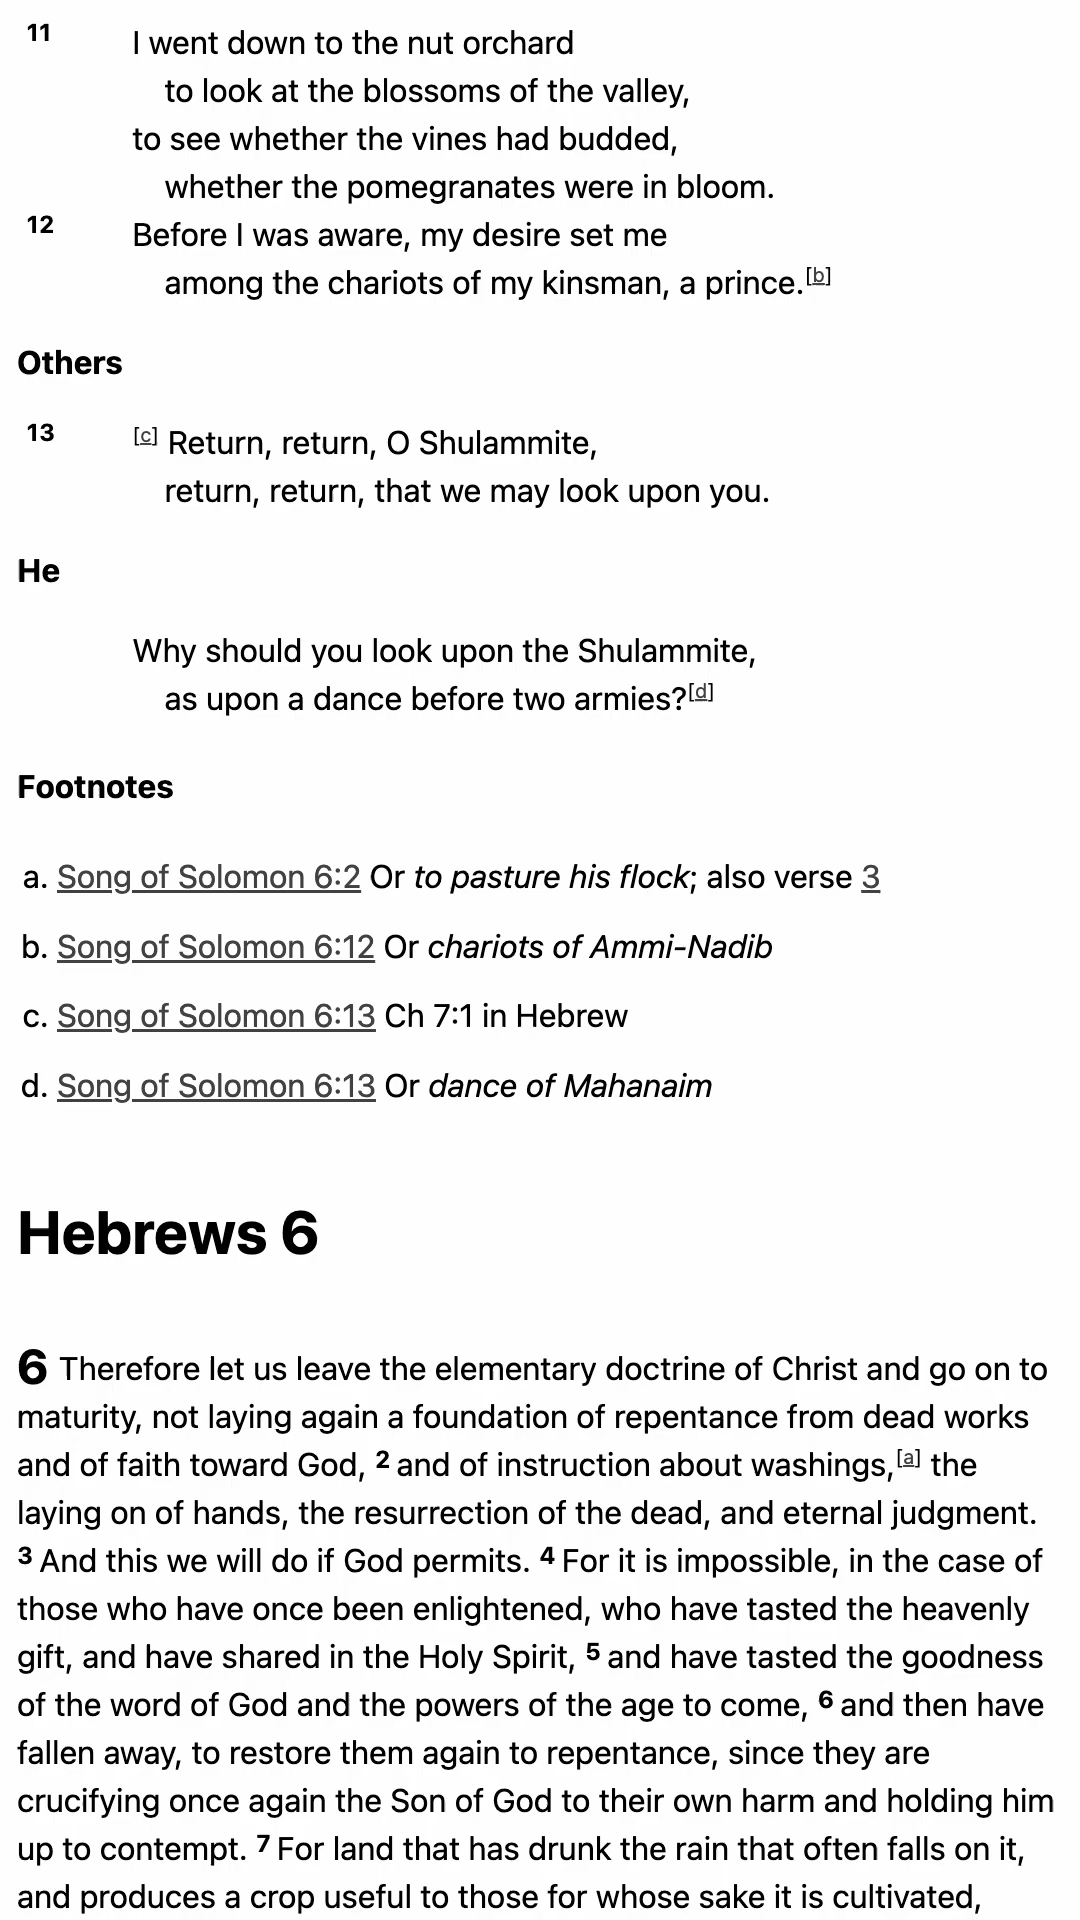 11 I went down to the nut orchard
to look at the blossoms of the valley,
to see whether the vines had budded,
whether the pomegranates were in bloom.
12 Before I was aware, my desire set me
among the chariots of my kinsman, a prince.[b]
Others
13 [c] Return, return, O Shulammite,
return, return, that we may look upon you.
He
Why should you look upon the Shulammite,
as upon a dance before two armies?[d]
Footnotes
a. Song of Solomon 6:2 Or to pasture his flock; also verse 3
b. Song of Solomon 6:12 Or chariots of Ammi-Nadib
c. Song of Solomon 6:13 Ch 7:1 in Hebrew
d. Song of Solomon 6:13 Or dance of Mahanaim
Hebrews 6
6 Therefore let us leave the elementary doctrine of Christ and go on to
maturity, not laying again a foundation of repentance from dead works
and of faith toward God, 2 and of instruction about washings,[a] the
laying on of hands, the resurrection of the dead, and eternal judgment.
3 And this we will do if God permits. 4 For it is impossible, in the case of
those who have once been enlightened, who have tasted the heavenly
gift, and have shared in the Holy Spirit, 5 and have tasted the goodness
of the word of God and the powers of the age to come, 6 and then have
fallen away, to restore them again to repentance, since they are
crucifying once again the Son of God to their own harm and holding him
up to contempt. 7 For land that has drunk the rain that often falls on it,
and produces a crop useful to those for whose sake it is cultivated,